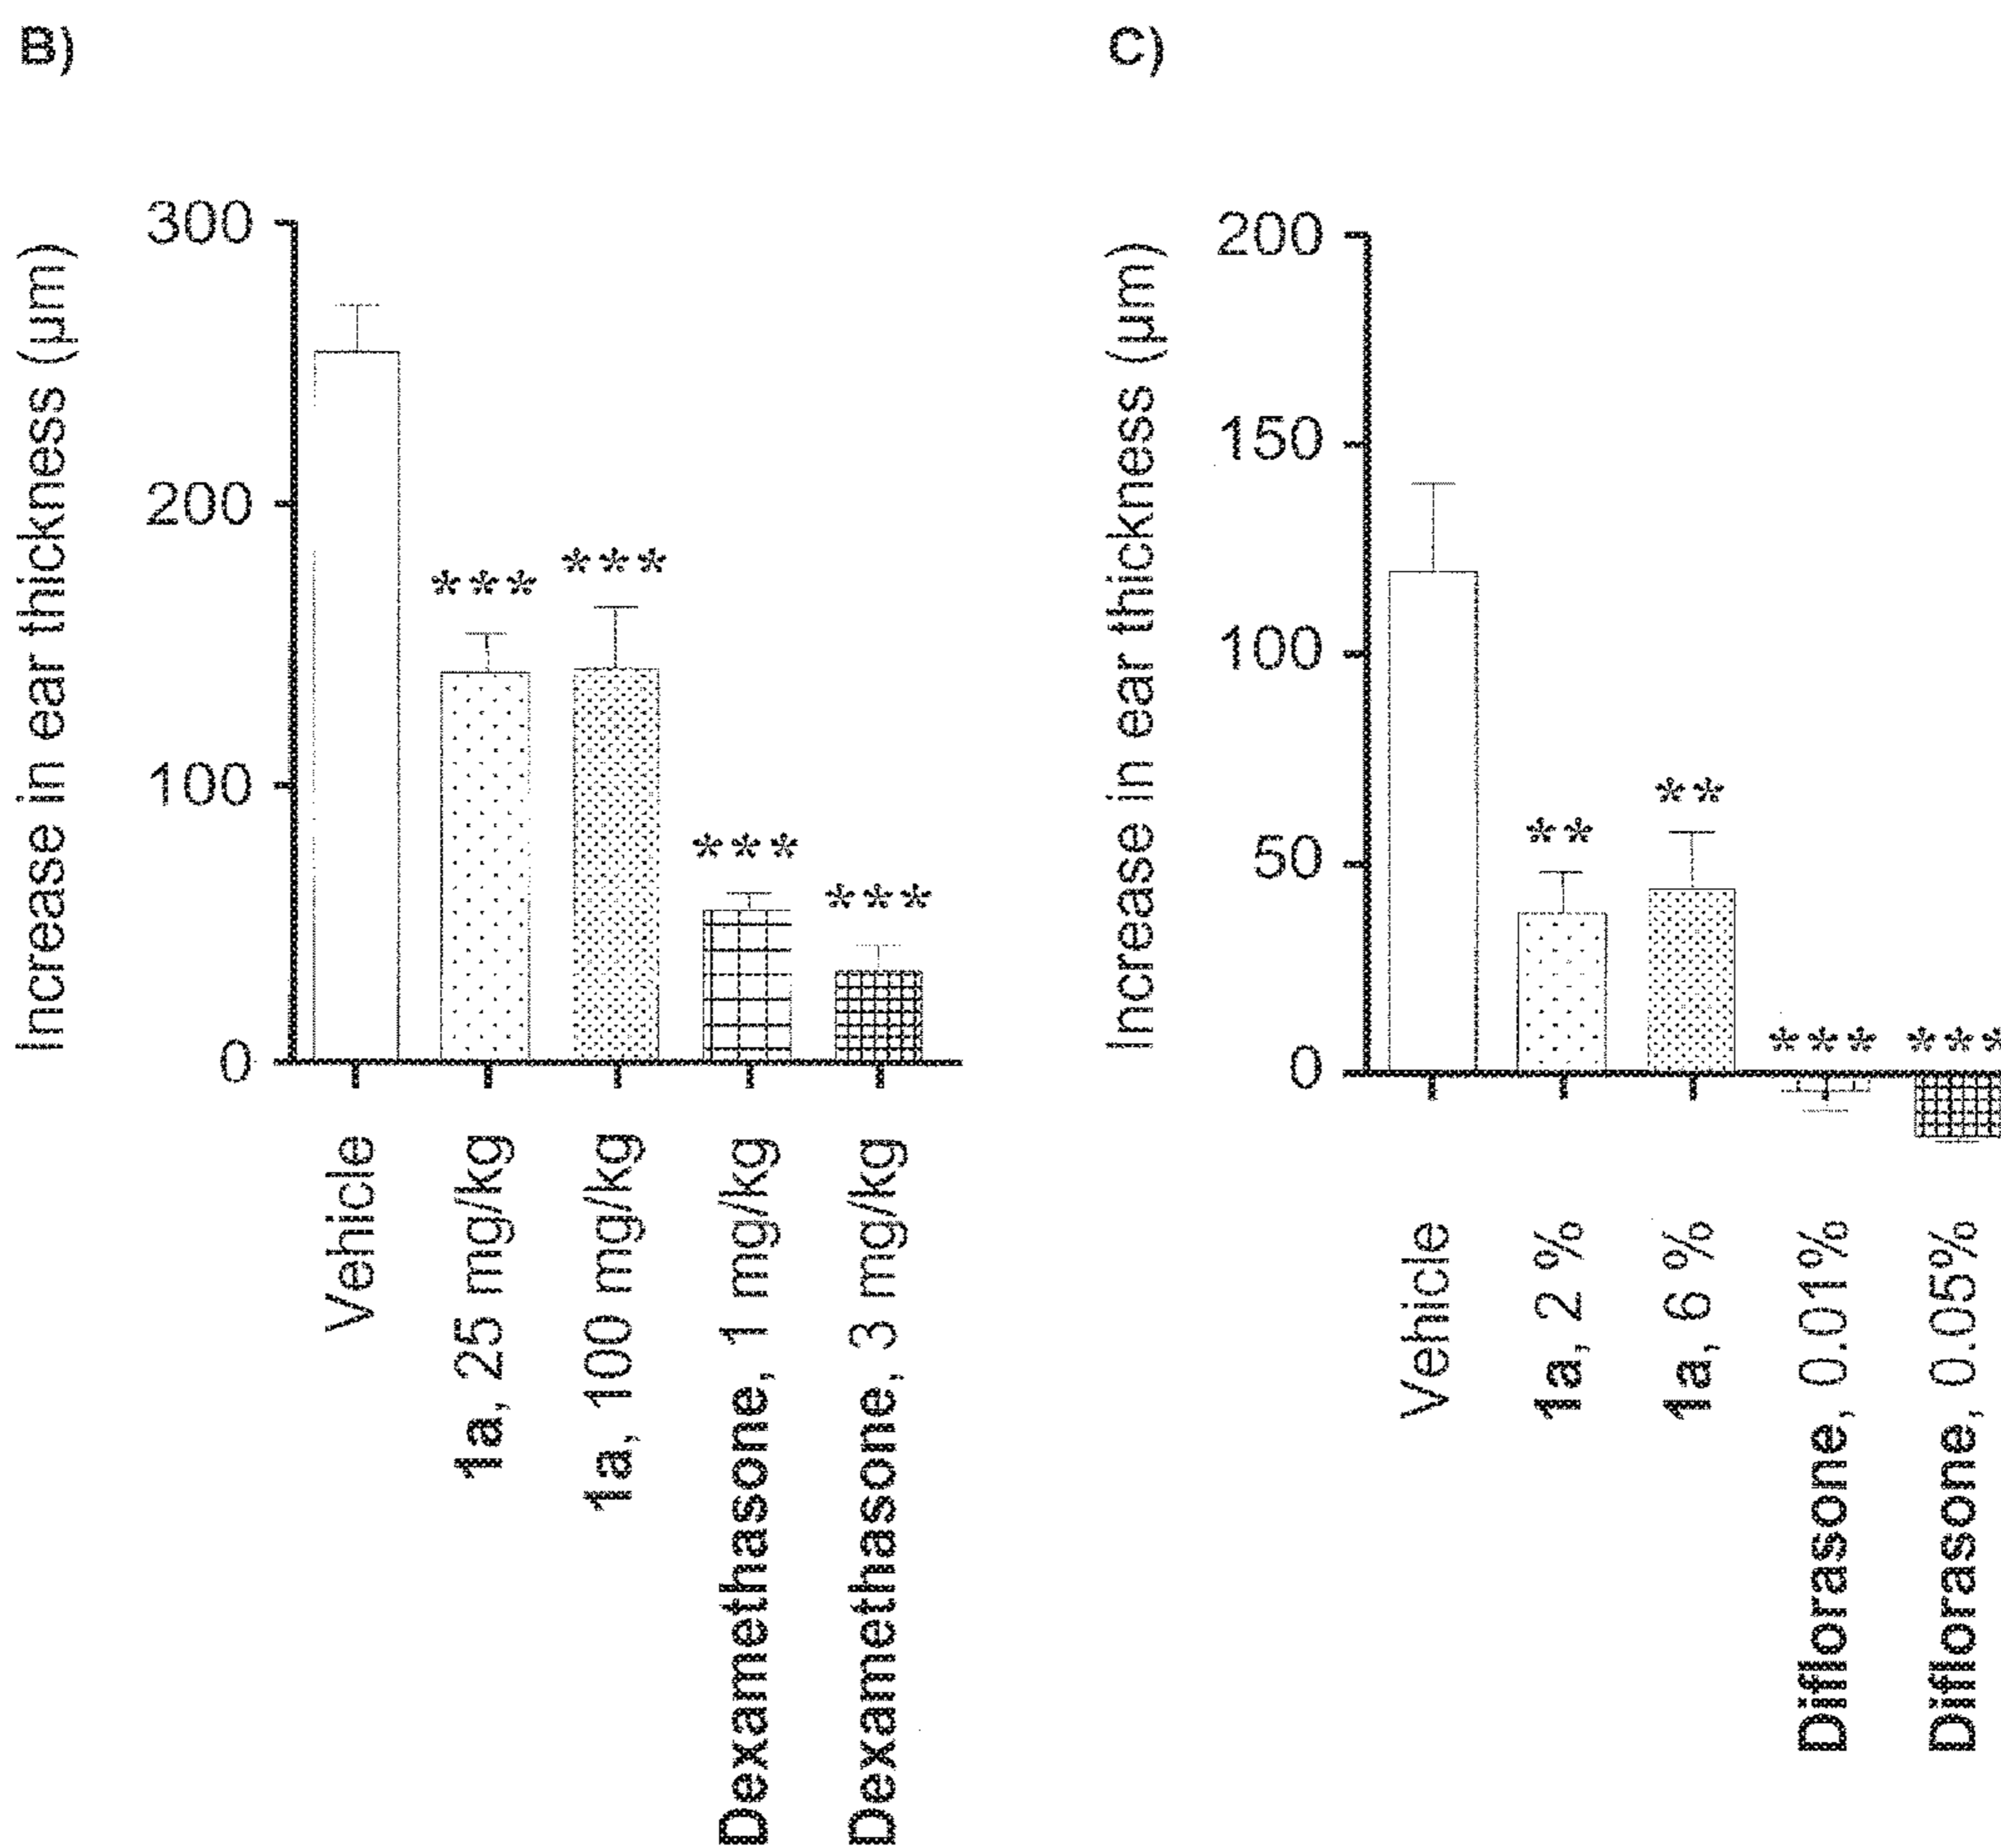 B)
Increase in ear thickness (µm)
300
200
100
0
***
***
***
***
Vehicle
1a, 25 mg/kg
1a, 100 mg/kg
Dexamethasone, 1 mg/kg
Dexamethasone, 3 mg/kg
C)
Increase in ear thickness (µm)
200
150
100
50
0
**
**
***
***
Vehicle
1a, 2 %
1a, 6 %
Diflorasone, 0.01%
Diflorasone, 0.05%